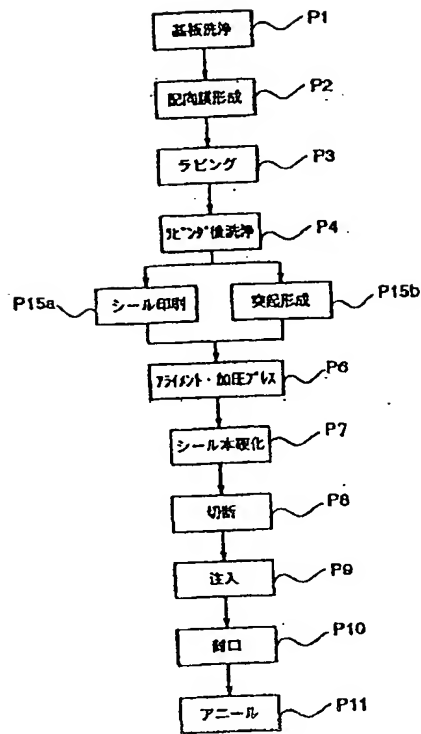 基板洗浄
P1
配向膜形成
P2
ラビング
P3
ﾗﾋﾞﾝｸﾞ後洗浄
P4
P15a
シール印刷
突起形成
P15b
ｱﾗｲﾒﾝﾄ・加圧ﾌﾟﾚｽ
P6
シール本硬化
P7
切断
P8
注入
P9
封口
P10
アニール
P11